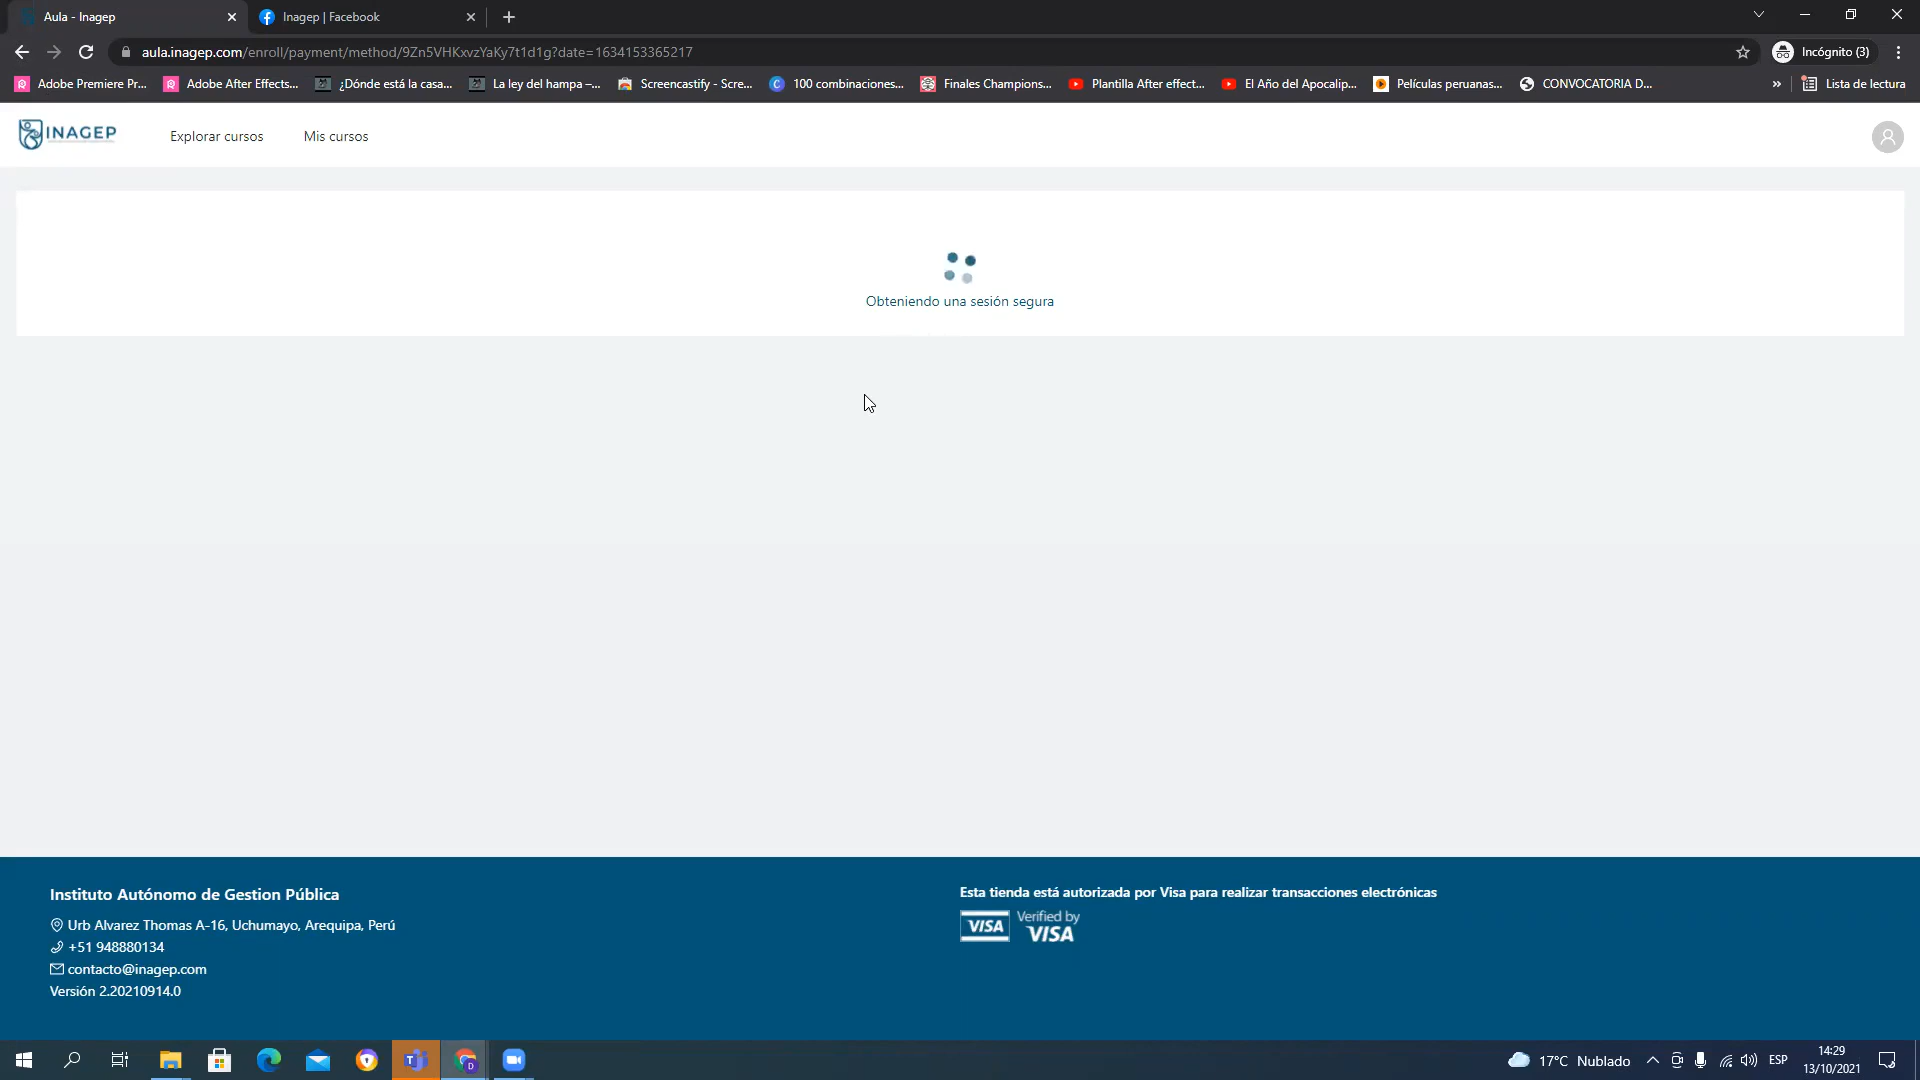 Aula - Inagep
Inagep | Facebook
aula.inagep.com/enroll/payment/method/9Zn5VHKxvzYaKy7t1d1g?date=1634153365217
Incógnito (3)
Adobe Premiere Pr...
Adobe After Effects...
¿Dónde está la casa...
La ley del hampa –...
Screencastify - Scre...
100 combinaciones...
Finales Champions...
Plantilla After effect...
El Año del Apocalip...
Películas peruanas...
CONVOCATORIA D...
»
Lista de lectura
INAGEP
Explorar cursos
Mis cursos
Obteniendo una sesión segura
Instituto Autónomo de Gestion Pública
Urb Alvarez Thomas A-16, Uchumayo, Arequipa, Perú
+51 948880134
contacto@inagep.com
Versión 2.20210914.0
Esta tienda está autorizada por Visa para realizar transacciones electrónicas
VISA
Verified by
VISA
17°C Nublado
ESP
14:29
13/10/2021